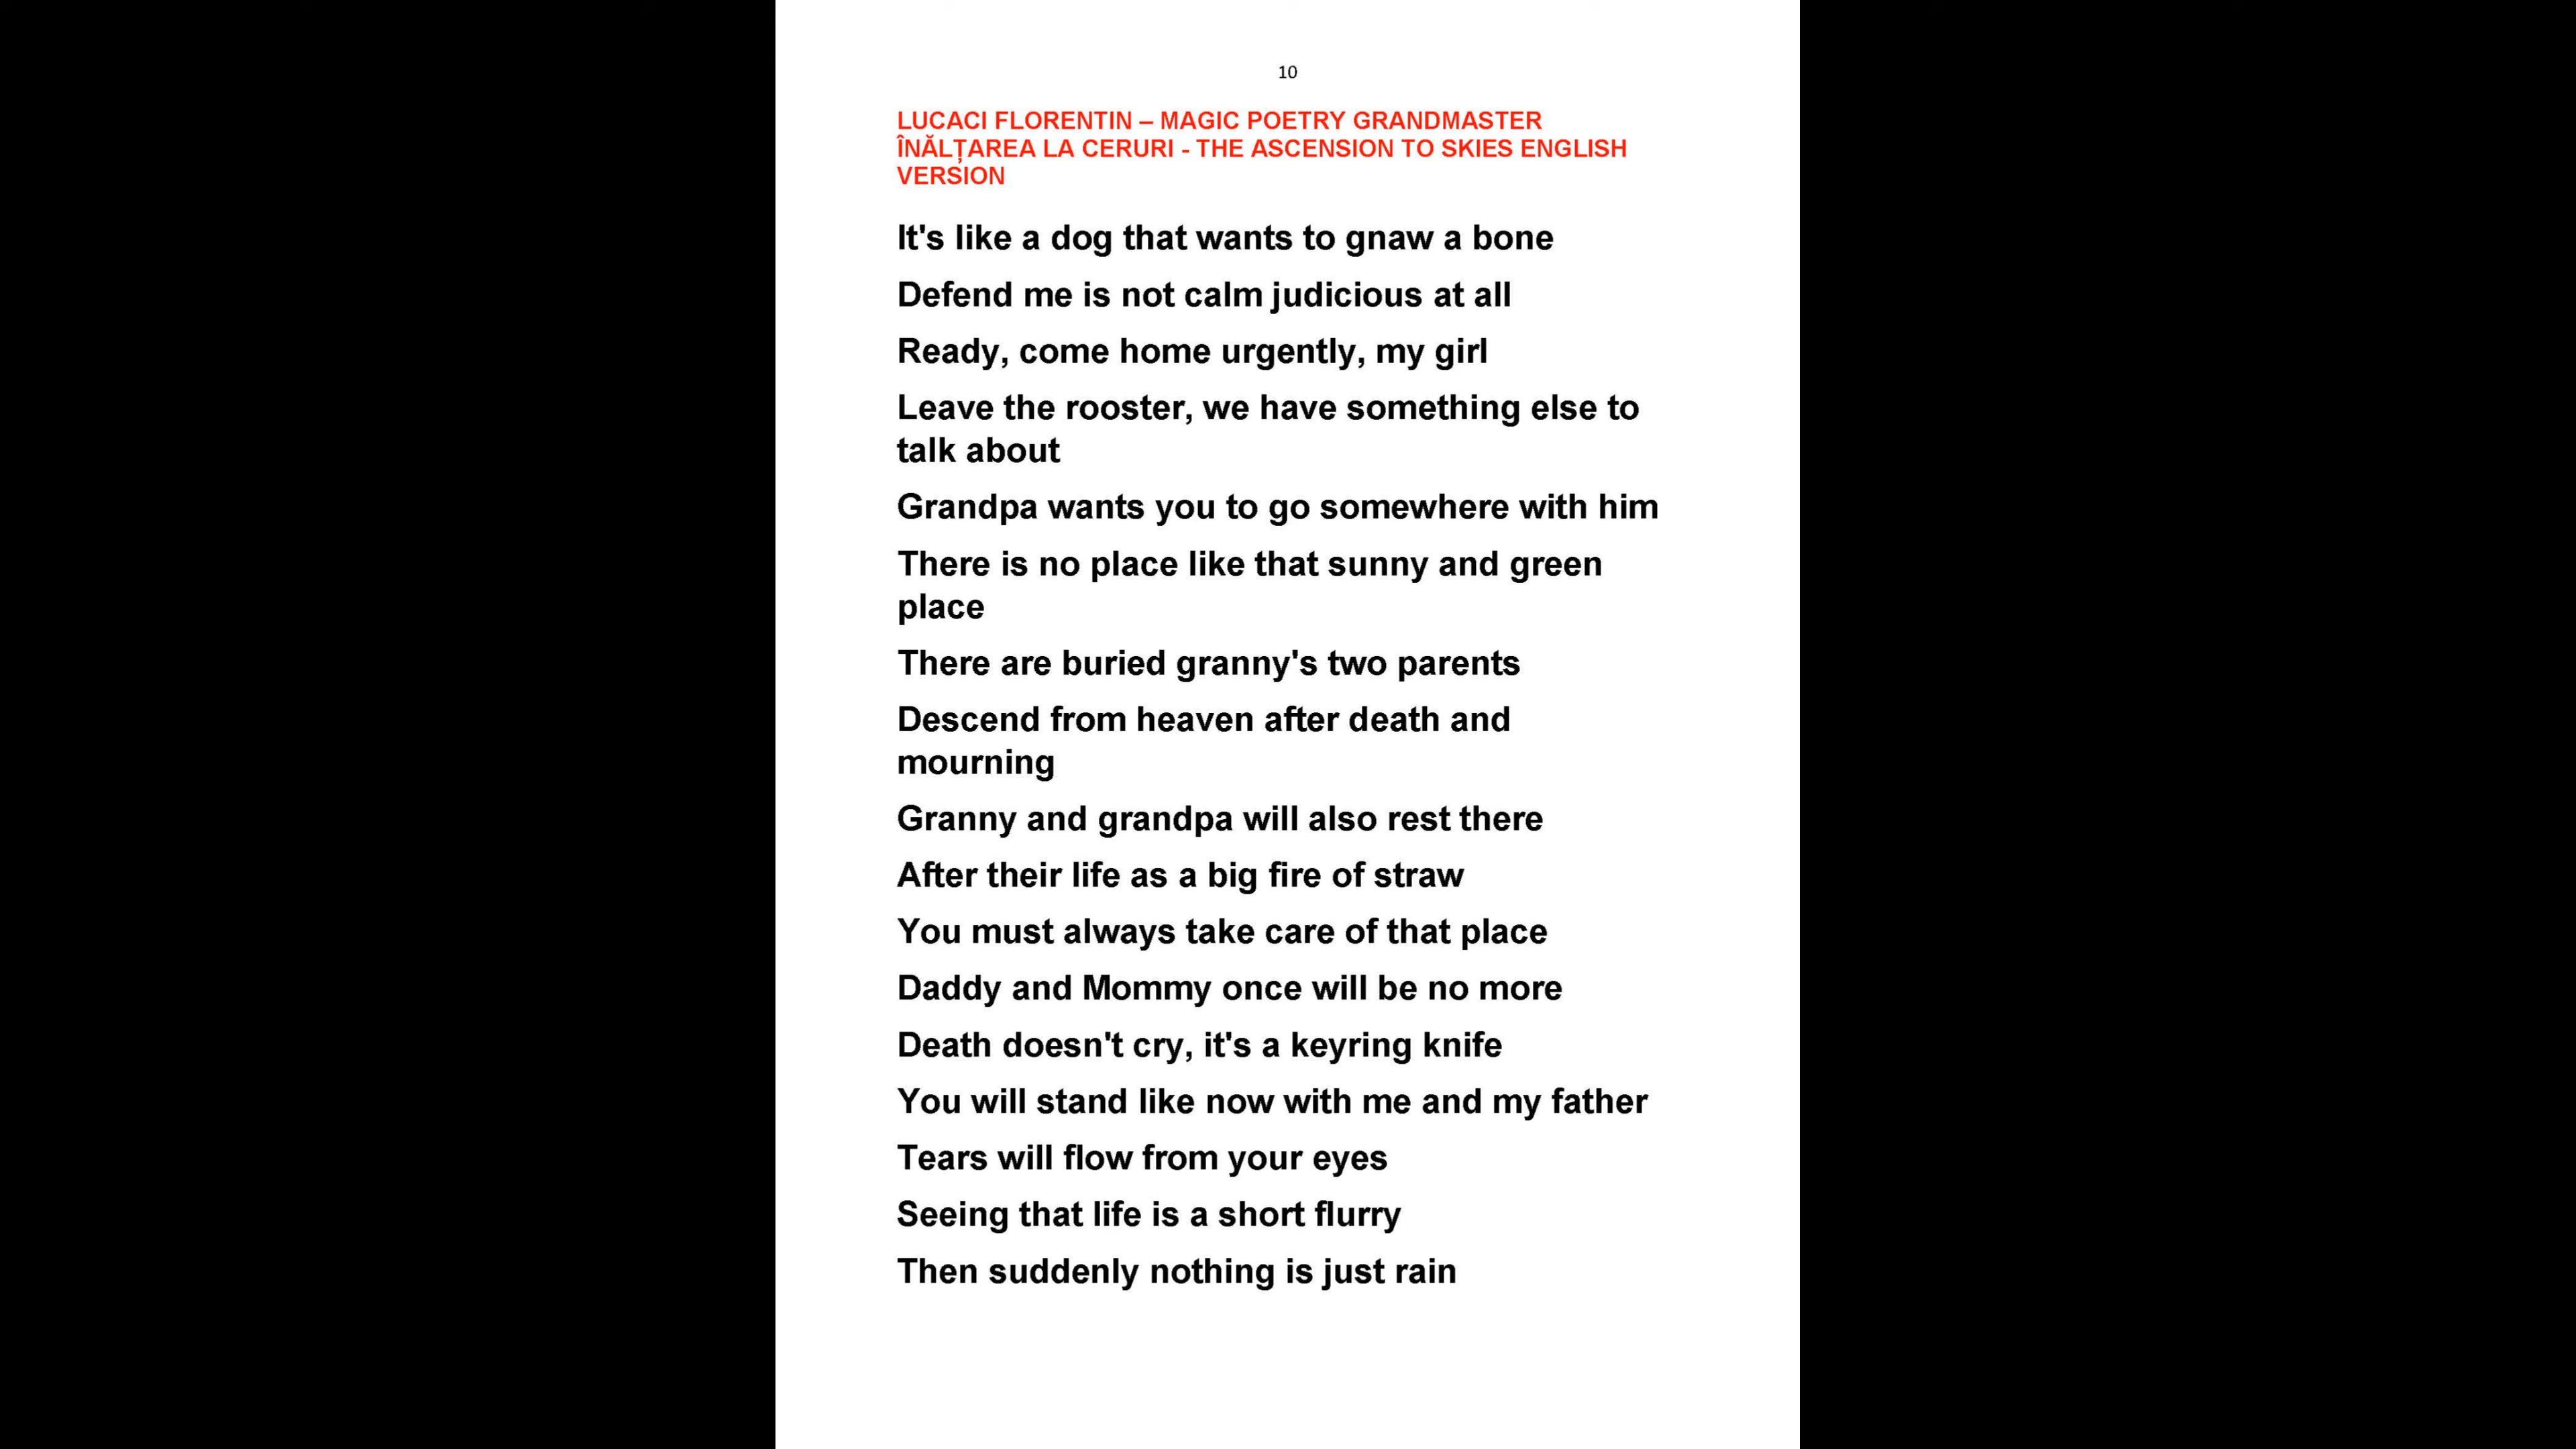 10
LUCACI FLORENTIN – MAGIC POETRY GRANDMASTER
ÎNĂLȚAREA LA CERURI - THE ASCENSION TO SKIES ENGLISH
VERSION
It's like a dog that wants to gnaw a bone
Defend me is not calm judicious at all
Ready, come home urgently, my girl
Leave the rooster, we have something else to
talk about
Grandpa wants you to go somewhere with him
There is no place like that sunny and green
place
There are buried granny's two parents
Descend from heaven after death and
mourning
Granny and grandpa will also rest there
After their life as a big fire of straw
You must always take care of that place
Daddy and Mommy once will be no more
Death doesn't cry, it's a keyring knife
You will stand like now with me and my father
Tears will flow from your eyes
Seeing that life is a short flurry
Then suddenly nothing is just rain